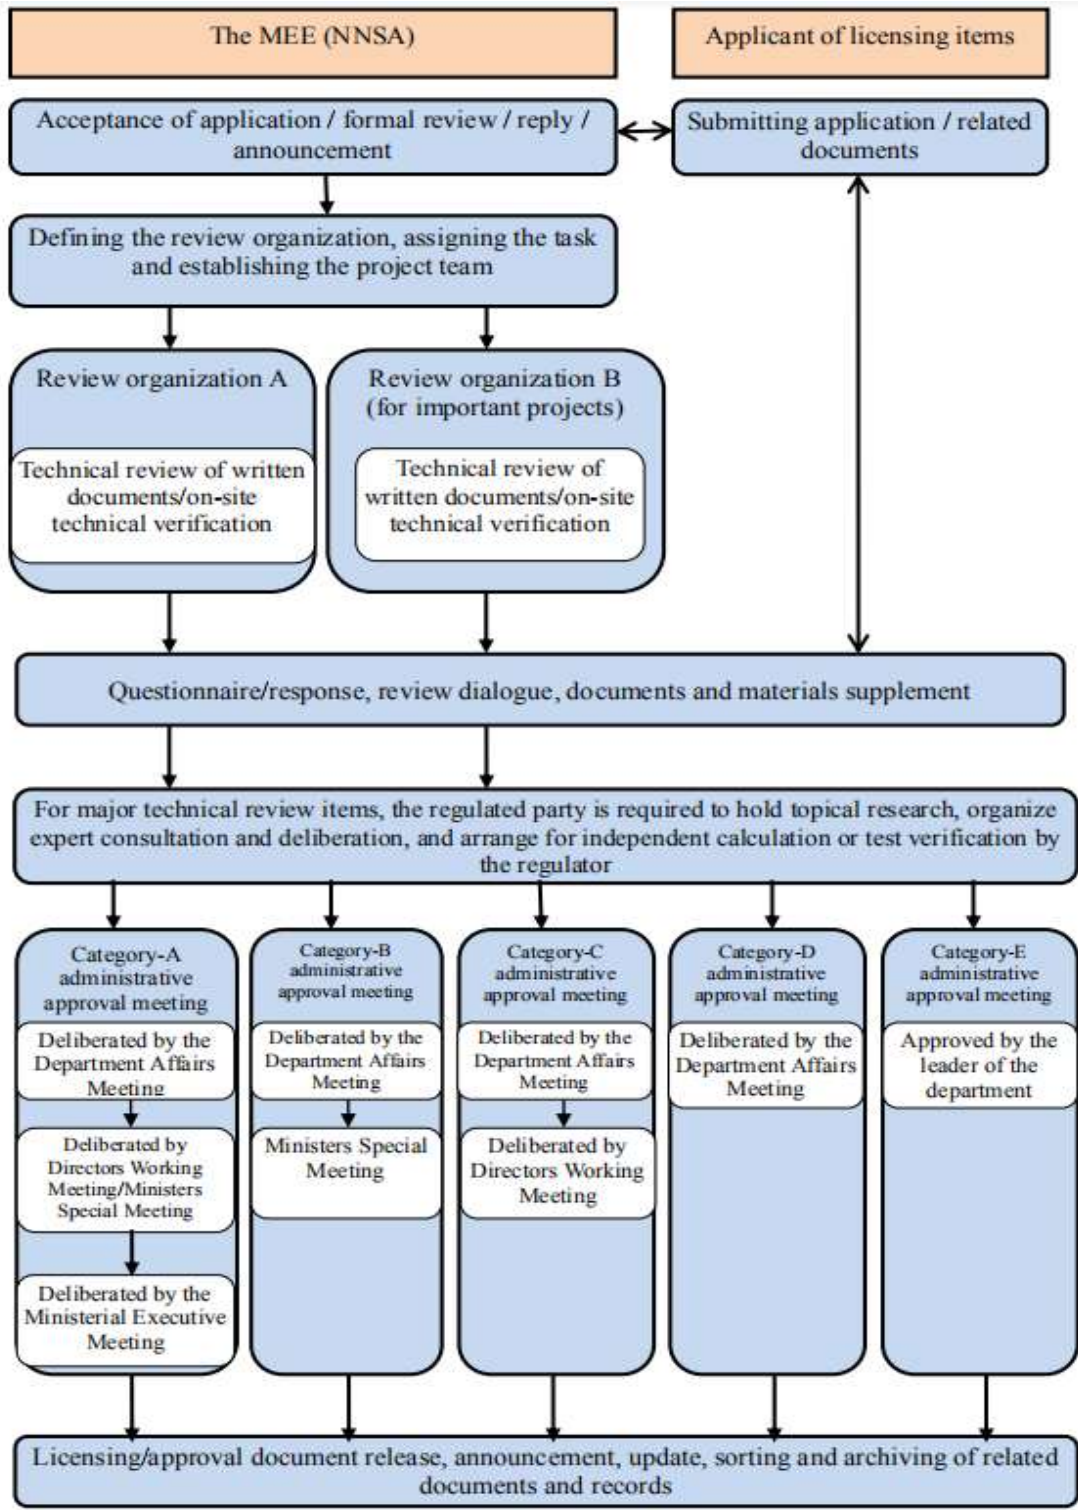 The MEE (NNSA)
Applicant of licensing items
Acceptance of application / formal review / reply /
announcement
Submitting application / related
documents
Defining the review organization, assigning the task
and establishing the project team
Review organization A
Technical review of written
documents/on-site
technical verification
Review organization B
(for important projects)
Technical review of
written documents/on-site
technical verification
Questionnaire/response, review dialogue, documents and materials supplement
For major technical review items, the regulated party is required to hold topical research, organize
expert consultation and deliberation, and arrange for independent calculation or test verification by
the regulator
Category-A
administrative
approval meeting
Deliberated by the
Department Affairs
Meeting
Deliberated by
Directors Working
Meeting/Ministers
Special Meeting
Deliberated by the
Ministerial Executive
Meeting
Category-B
administrative
approval meeting
Deliberated by the
Department Affairs
Meeting
Ministers Special
Meeting
Category-C
administrative
approval meeting
Deliberated by the
Department Affairs
Meeting
Deliberated by
Directors Working
Meeting
Category-D
administrative
approval meeting
Deliberated by the
Department Affairs
Meeting
Category-E
administrative
approval meeting
Approved by the
leader of the
department
Licensing/approval document release, announcement, update, sorting and archiving of related
documents and records